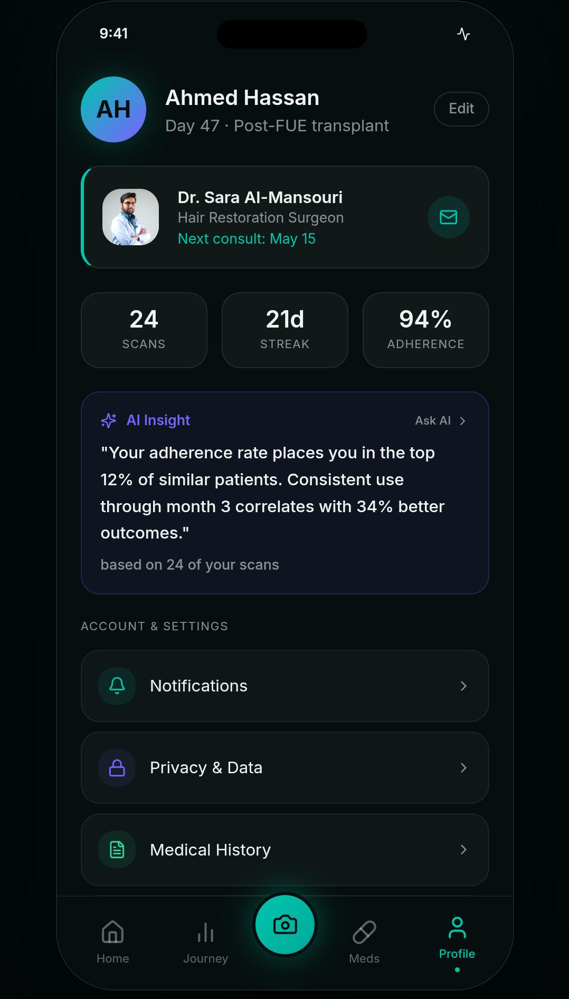 9:41
AH
Ahmed Hassan
Day 47 · Post-FUE transplant
Edit
Dr. Sara Al-Mansouri
Hair Restoration Surgeon
Next consult: May 15
24
SCANS
21d
STREAK
94%
ADHERENCE
AI Insight
Ask AI
"Your adherence rate places you in the top
12% of similar patients. Consistent use
through month 3 correlates with 34% better
outcomes."
based on 24 of your scans
ACCOUNT & SETTINGS
Notifications
Privacy & Data
Medical History
Home
Journey
Meds
Profile